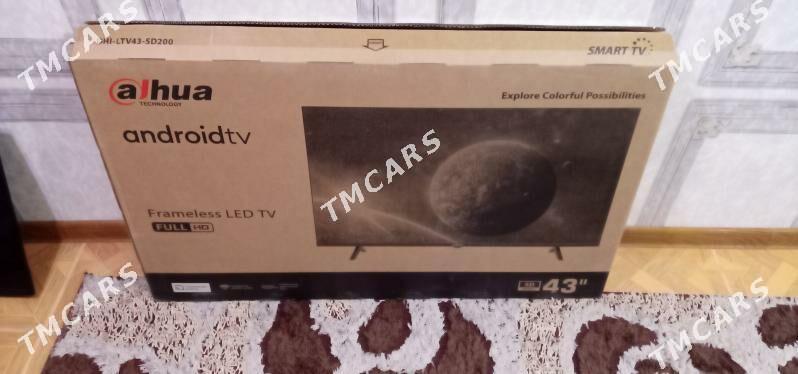 DHI-LTV43-SD200
SMART TV
alhua
TECHNOLOGY
Explore Colorful Possibilities
androidtv
Frameless LED TV
FULL HD
43"
TMCARS
TMCARS
TMCARS
TMCARS
TMCARS
TMCARS
TMCARS
TMCARS